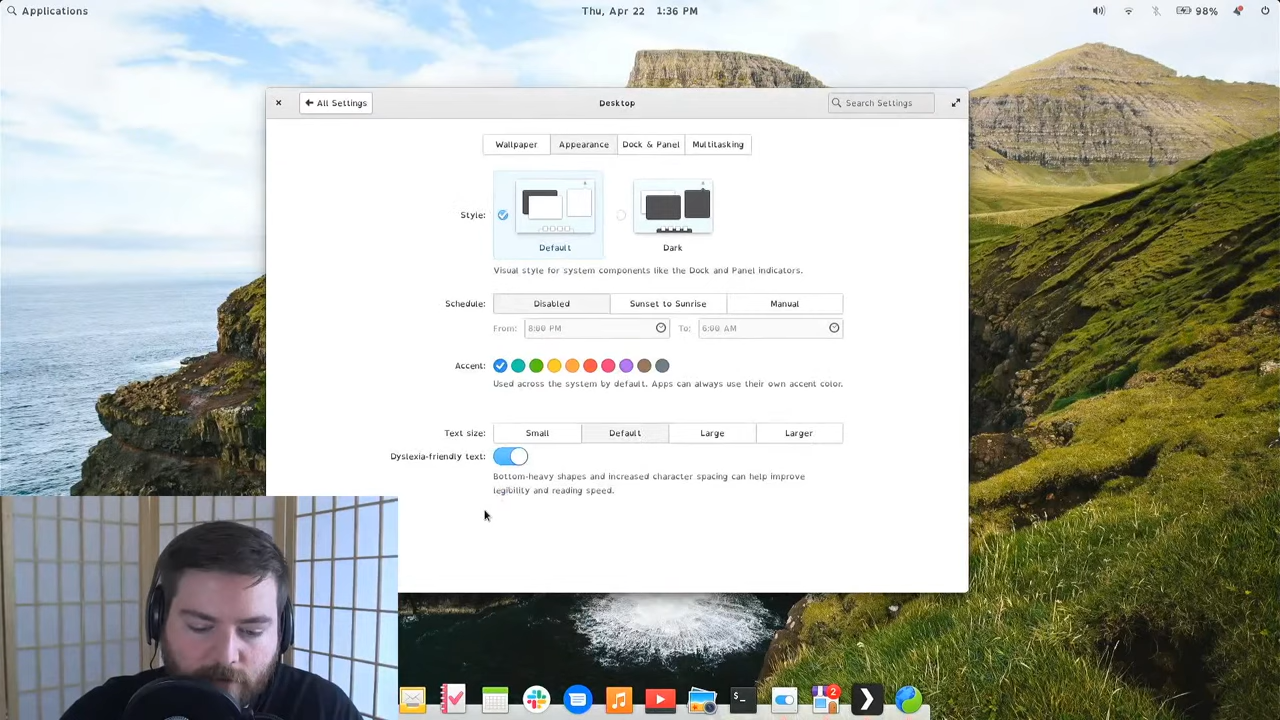 Applications
Thu, Apr 22 1:36 PM
98%
All Settings
Desktop
Search Settings
Wallpaper
Appearance
Dock & Panel
Multitasking
Style:
Default
Dark
Visual style for system components like the Dock and Panel indicators.
Schedule:
Disabled
Sunset to Sunrise
Manual
From:
8:00 PM
To:
6:00 AM
Accent:
Used across the system by default. Apps can always use their own accent color.
Text size:
Small
Default
Large
Larger
Dyslexia-friendly text:
Bottom-heavy shapes and increased character spacing can help improve
legibility and reading speed.
2